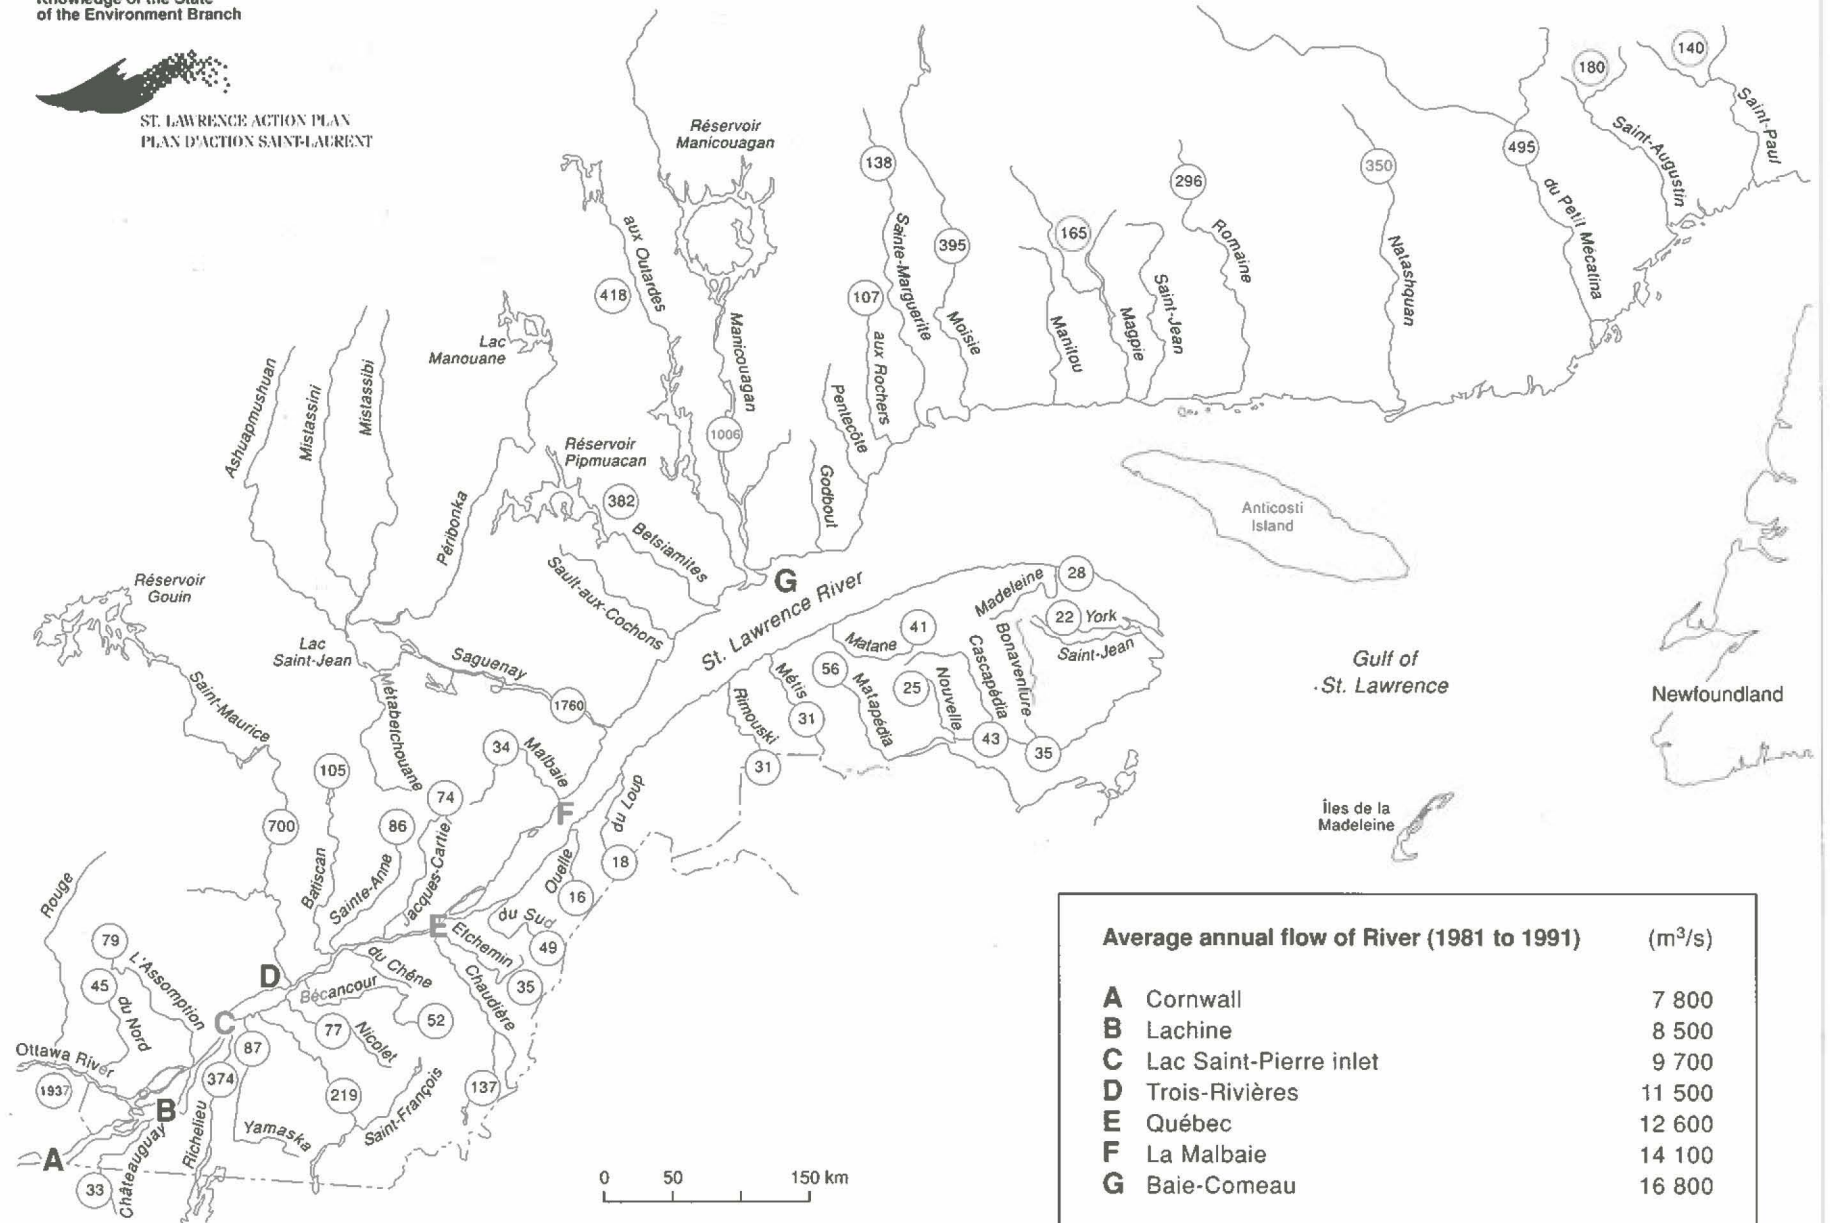 of the Environment Branch
ST. LAWRENCE ACTION PLAN
PLAN D'ACTION SAINT-LAURENT
Réservoir
Manicouagan
138
296
350
495
180
140
Saint-Paul
Saint-Augustin
du Petit Mécatina
Natashquan
Romaine
165
395
Sainte-Marguerite
Moisie
Manitou
Magpie
Saint-Jean
107
aux Rochers
Pentecôte
Godbout
aux Outardes
418
Manicouagan
1006
Lac
Manouane
Ashuapmushuan
Mistassini
Mistassibi
Péribonka
Réservoir
Pipmuacan
382
Betsiamites
Sault-aux-Cochons
G
St. Lawrence River
Anticosti
Island
Réservoir
Gouin
Lac
Saint-Jean
Saguenay
1760
Métabetchouane
Saint-Maurice
700
105
Batiscan
86
Sainte-Anne
74
Jacques-Cartie
34
Malbaie
F
du Loup
18
Ouelle
16
Rimouski
31
Métis
31
56
Matapédia
Matane
41
25
Nouvelle
Cascapédia
43
Bonaventure
35
Madeleine
28
22
York
Saint-Jean
Gulf of
St. Lawrence
Newfoundland
Îles de la
Madeleine
Rouge
79
L'Assomption
45
du Nord
Ottawa River
1937
A
B
C
D
E
33
Châteauguay
Richelieu
374
87
Yamaska
219
Saint-François
77
Nicolet
Bécancour
52
du Chêne
Chaudière
137
Etchemin
35
du Sud
49
0 50 150 km
Average annual flow of River (1981 to 1991) (m³/s)
A Cornwall 7 800
B Lachine 8 500
C Lac Saint-Pierre inlet 9 700
D Trois-Rivières 11 500
E Québec 12 600
F La Malbaie 14 100
G Baie-Comeau 16 800